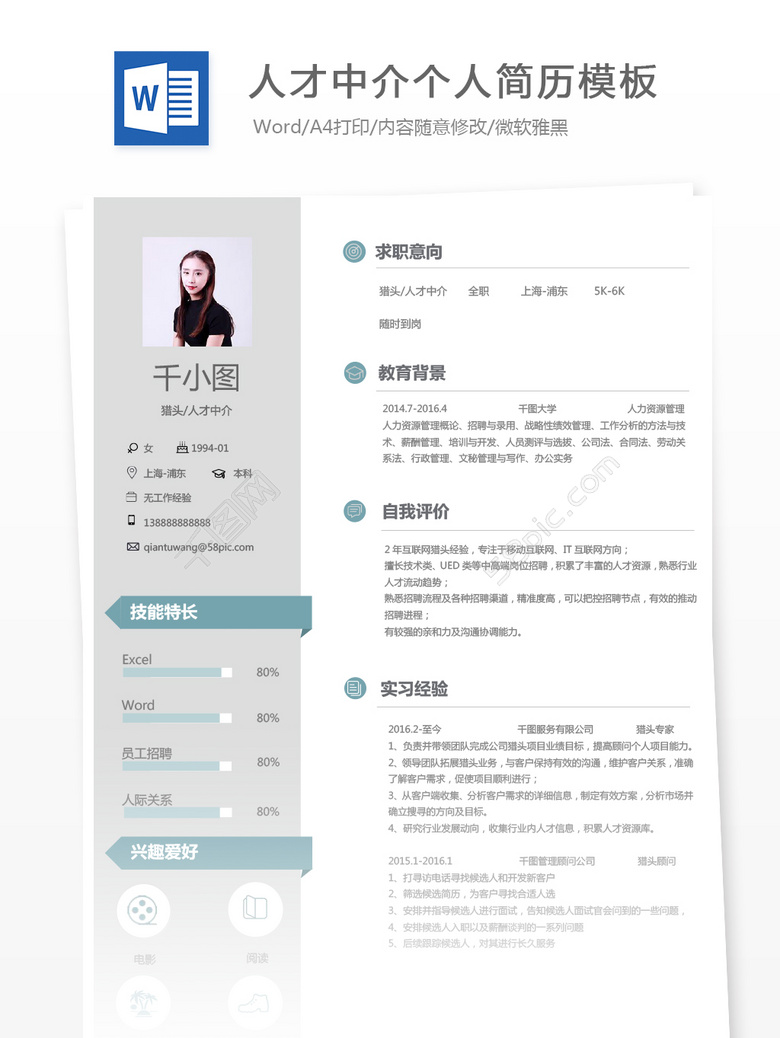 W
人才中介个人简历模板
Word/A4打印/内容随意修改/微软雅黑
千小图
猎头/人才中介
女 1994-01
上海-浦东 本科
无工作经验
13888888888
qiantuwang@58pic.com
技能特长
Excel
80%
Word
80%
员工招聘
80%
人际关系
80%
兴趣爱好
电影 阅读
求职意向
猎头/人才中介 全职 上海-浦东 5K-6K
随时到岗
教育背景
2014.7-2016.4 千图大学 人力资源管理
人力资源管理概论、招聘与录用、战略性绩效管理、工作分析的方法与技
术、薪酬管理、培训与开发、人员测评与选拔、公司法、合同法、劳动关
系法、行政管理、文秘管理与写作、办公实务
自我评价
2 年互联网猎头经验，专注于移动互联网、IT 互联网方向；
擅长技术类、UED 类等中高端岗位招聘，积累了丰富的人才资源，熟悉行业
人才流动趋势；
熟悉招聘流程及各种招聘渠道，精准度高，可以把控招聘节点，有效的推动
招聘进程；
有较强的亲和力及沟通协调能力。
实习经验
2016.2-至今 千图服务有限公司 猎头专家
1、负责并带领团队完成公司猎头项目业绩目标，提高顾问个人项目能力。
2、领导团队拓展猎头业务，与客户保持有效的沟通，维护客户关系，准确
了解客户需求，促使项目顺利进行；
3、从客户端收集、分析客户需求的详细信息，制定有效方案，分析市场并
确立搜寻的方向及目标。
4、研究行业发展动向，收集行业内人才信息，积累人才资源库。
2015.1-2016.1 千图管理顾问公司 猎头顾问
1、打寻访电话寻找候选人和开发新客户
2、筛选候选简历，为客户寻找合适人选
3、安排并指导候选人进行面试，告知候选人面试官会问到的一些问题，
4、安排候选人入职以及薪酬谈判的一系列问题
5、后续跟踪候选人，对其进行长久服务
千图网
58pic.com